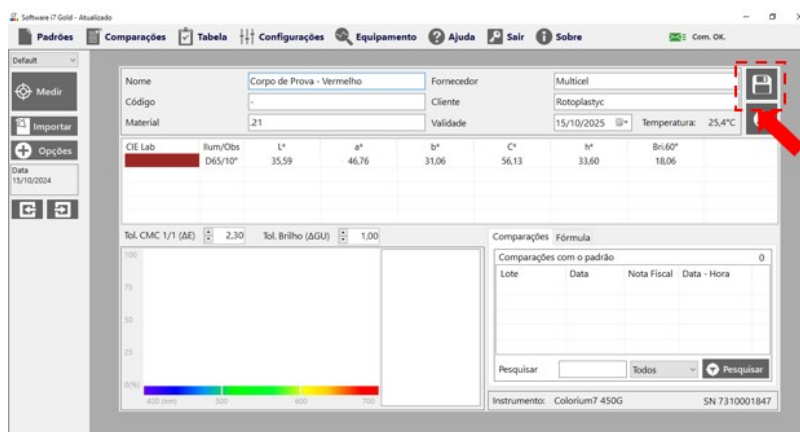 Software i7 Gold - Atualizado
Padrões Comparações Tabela Configurações Equipamento Ajuda Sair Sobre Com. OK.
Default
Medir
Importar
Opções
Data
15/10/2024
Nome Corpo de Prova - Vermelho Fornecedor Multicel
Código - Cliente Rotoplastyc
Material 21 Validade 15/10/2025 Temperatura: 25,4°C
CIE Lab Ilum/Obs L* a* b* C* h* Bri.60°
D65/10° 35,59 46,76 31,06 56,13 33,60 18,06
Tol. CMC 1/1 (ΔE) 2,30 Tol. Brilho (ΔGU) 1,00
Comparações Fórmula
Comparações com o padrão 0
Lote Data Nota Fiscal Data - Hora
Pesquisar Todos Pesquisar
100
75
50
25
0(%)
400 (nm) 500 600 700
Instrumento: Colorium7 450G SN 7310001847